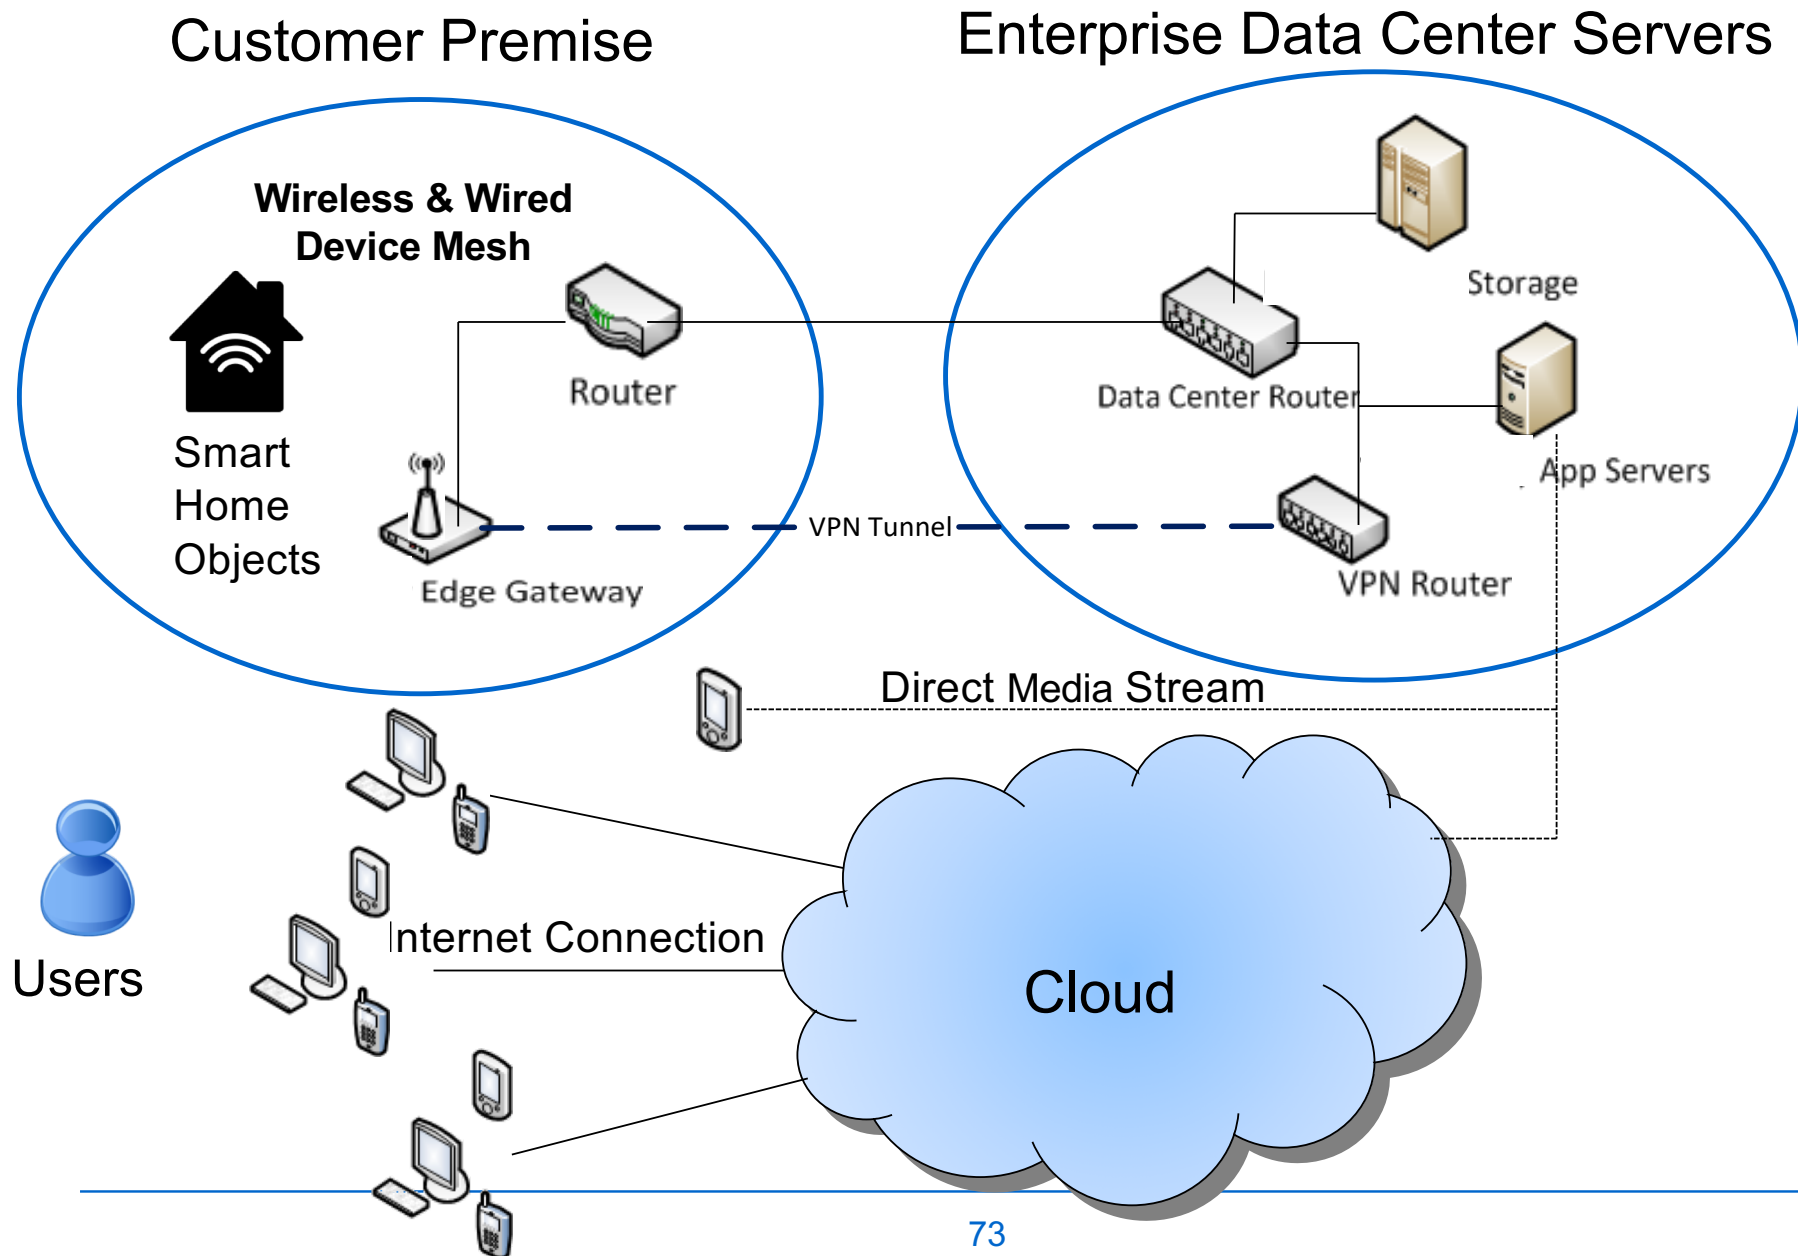 Customer Premise
Enterprise Data Center Servers
Wireless & Wired
Device Mesh
Storage
Router
Data Center Router
Smart
Home
Objects
App Servers
VPN Tunnel
Edge Gateway
VPN Router
Direct Media Stream
Internet Connection
Users
Cloud
73